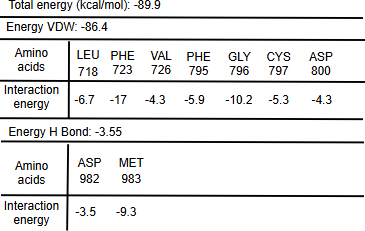 Total energy (kcal/mol): -89.9
Energy VDW: -86.4
Amino acids LEU 718 PHE 723 VAL 726 PHE 795 GLY 796 CYS 797 ASP 800
Interaction energy -6.7 -17 -4.3 -5.9 -10.2 -5.3 -4.3
Energy H Bond: -3.55
Amino acids ASP 982 MET 983
Interaction energy -3.5 -9.3